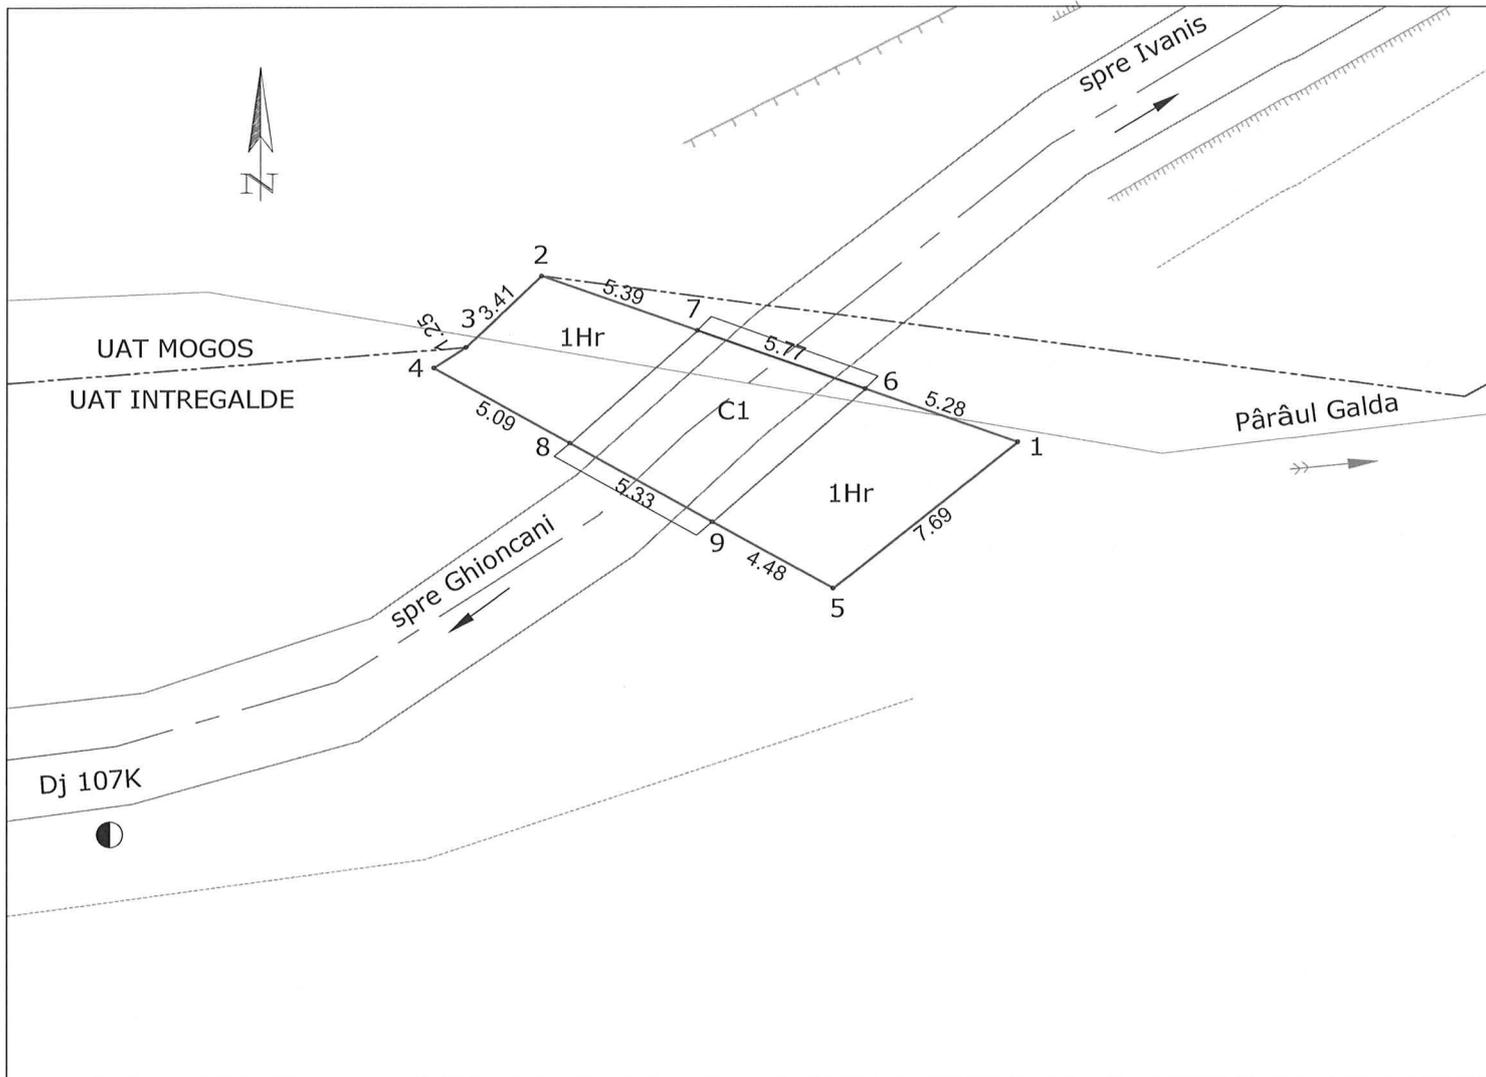 spre Ivanis
N
2
5.39
7
3.41
3
1.25
1Hr
5.77
UAT MOGOS
4
6
UAT INTREGALDE
5.28
C1
Pârâul Galda
5.09
1
8
5.33
1Hr
7.69
9
spre Ghioncani
4.48
5
Dj 107K